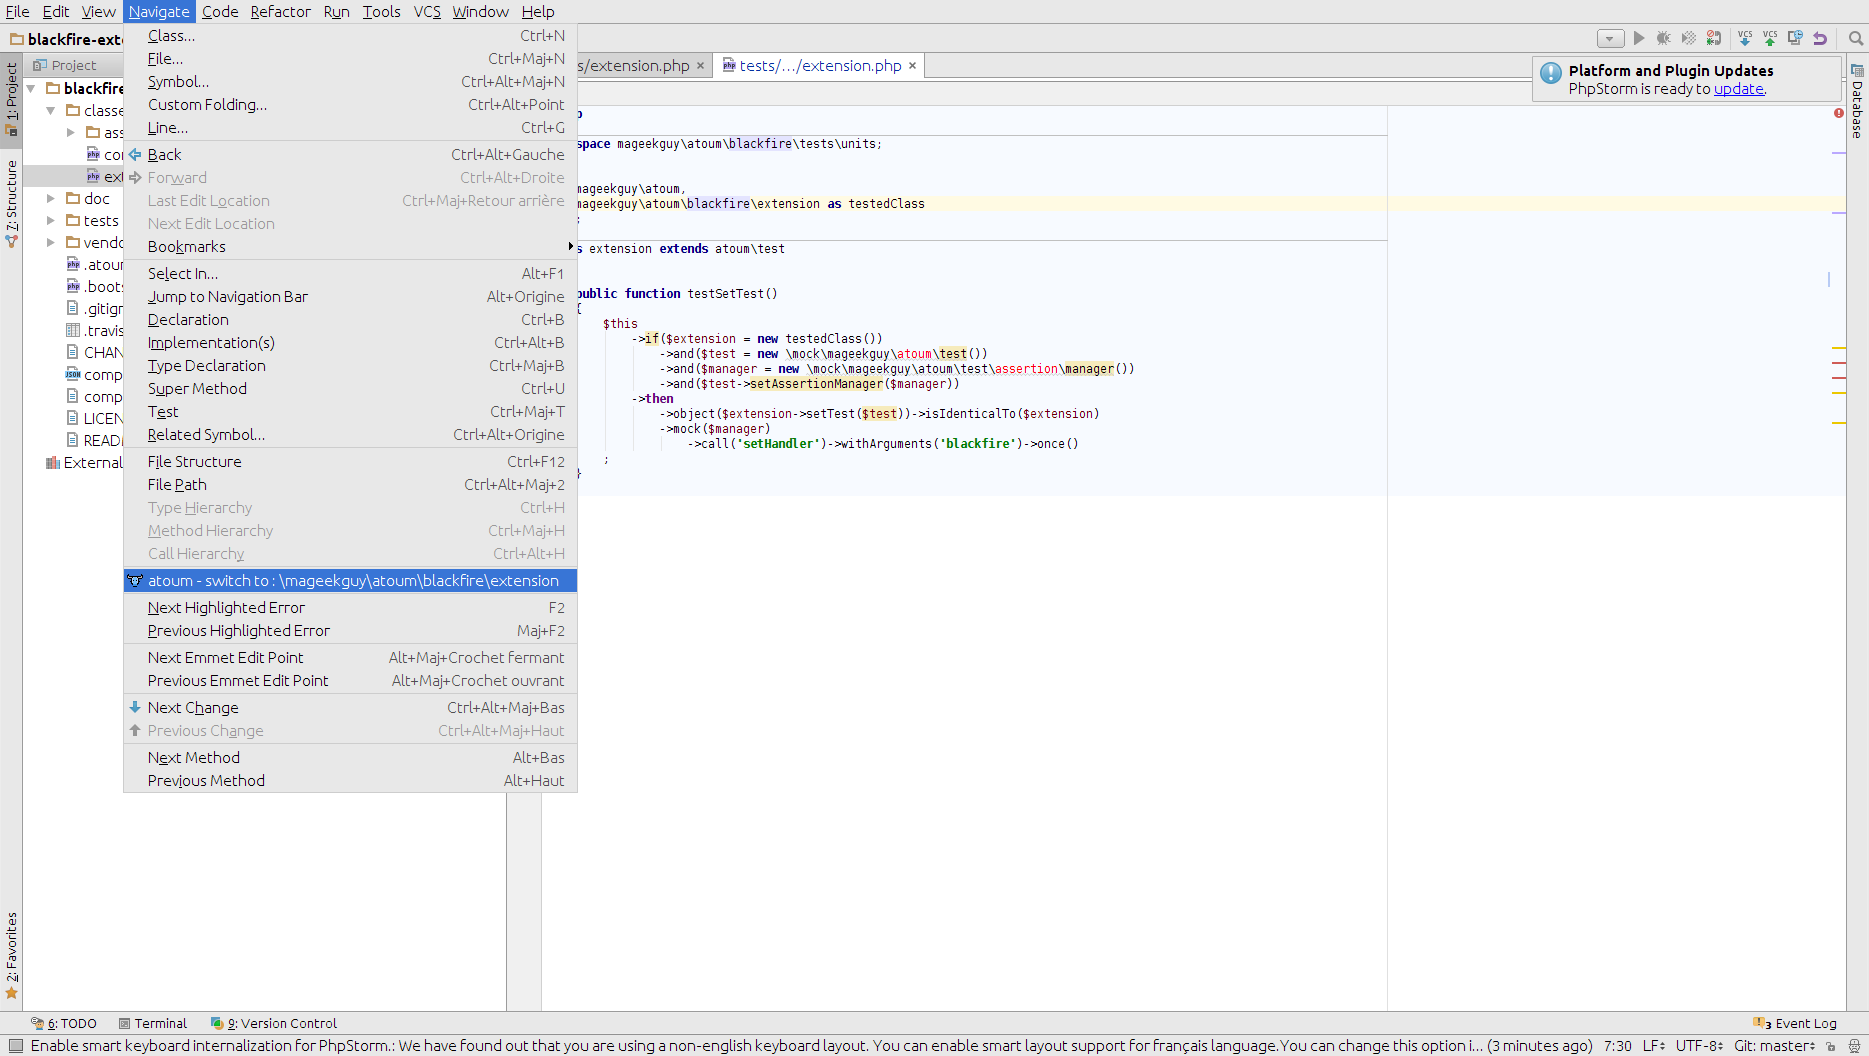 File Edit View Navigate Code Refactor Run Tools VCS Window Help
blackfire-exte
Project
s/extension.php
tests/…/extension.php
1: Project
7: Structure
2: Favorites
Database
Platform and Plugin Updates
PhpStorm is ready to update.
blackfire
classe
ass
con
ext
doc
tests
vendo
.atour
.boots
.gitign
.travis
CHAN
comp
comp
LICEN
READM
External
Class... Ctrl+N
File... Ctrl+Maj+N
Symbol... Ctrl+Alt+Maj+N
Custom Folding... Ctrl+Alt+Point
Line... Ctrl+G
Back Ctrl+Alt+Gauche
Forward Ctrl+Alt+Droite
Last Edit Location Ctrl+Maj+Retour arrière
Next Edit Location
Bookmarks
Select In... Alt+F1
Jump to Navigation Bar Alt+Origine
Declaration Ctrl+B
Implementation(s) Ctrl+Alt+B
Type Declaration Ctrl+Maj+B
Super Method Ctrl+U
Test Ctrl+Maj+T
Related Symbol... Ctrl+Alt+Origine
File Structure Ctrl+F12
File Path Ctrl+Alt+Maj+2
Type Hierarchy Ctrl+H
Method Hierarchy Ctrl+Maj+H
Call Hierarchy Ctrl+Alt+H
atoum - switch to : \mageekguy\atoum\blackfire\extension
Next Highlighted Error F2
Previous Highlighted Error Maj+F2
Next Emmet Edit Point Alt+Maj+Crochet fermant
Previous Emmet Edit Point Alt+Maj+Crochet ouvrant
Next Change Ctrl+Alt+Maj+Bas
Previous Change Ctrl+Alt+Maj+Haut
Next Method Alt+Bas
Previous Method Alt+Haut
p
space mageekguy\atoum\blackfire\tests\units;
mageekguy\atoum,
mageekguy\atoum\blackfire\extension as testedClass
;
s extension extends atoum\test
public function testSetTest()
{
$this
->if($extension = new testedClass())
->and($test = new \mock\mageekguy\atoum\test())
->and($manager = new \mock\mageekguy\atoum\test\assertion\manager())
->and($test->setAssertionManager($manager))
->then
->object($extension->setTest($test))->isIdenticalTo($extension)
->mock($manager)
->call('setHandler')->withArguments('blackfire')->once()
;
}
6: TODO Terminal 9: Version Control 3 Event Log
Enable smart keyboard internalization for PhpStorm.: We have found out that you are using a non-english keyboard layout. You can enable smart layout support for français language.You can change this option i... (3 minutes ago) 7:30 LF UTF-8 Git: master